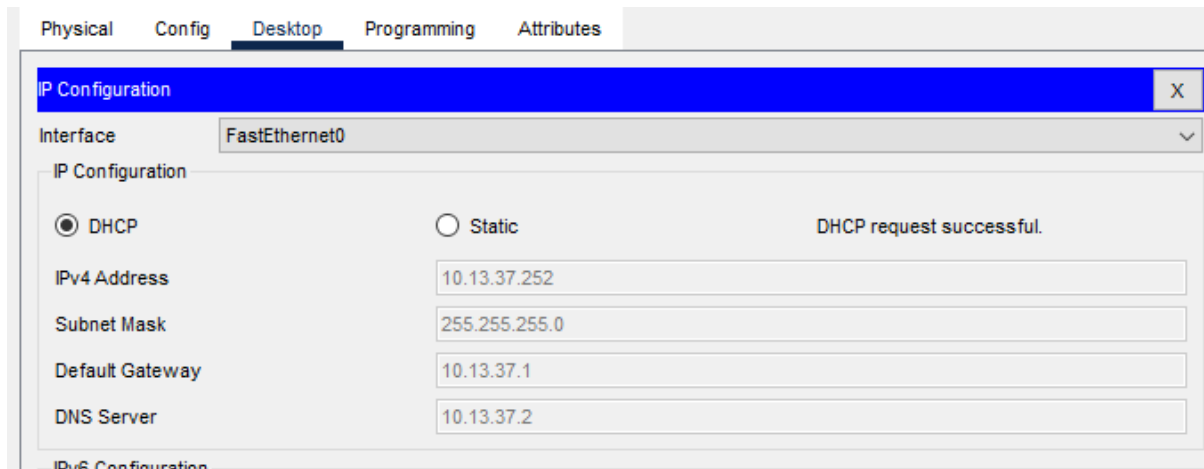 Physical Config Desktop Programming Attributes
IP Configuration X
Interface FastEthernet0
IP Configuration
DHCP Static DHCP request successful.
IPv4 Address 10.13.37.252
Subnet Mask 255.255.255.0
Default Gateway 10.13.37.1
DNS Server 10.13.37.2
IPv6 Configuration